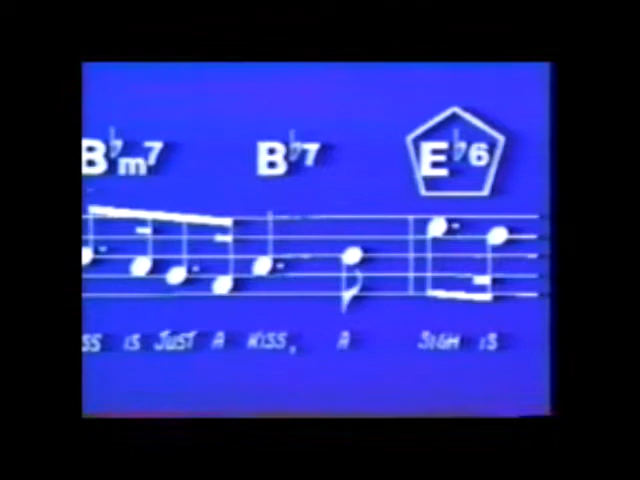 B♭m7 B♭7 E♭6
SS IS JUST A KISS, A SIGH IS